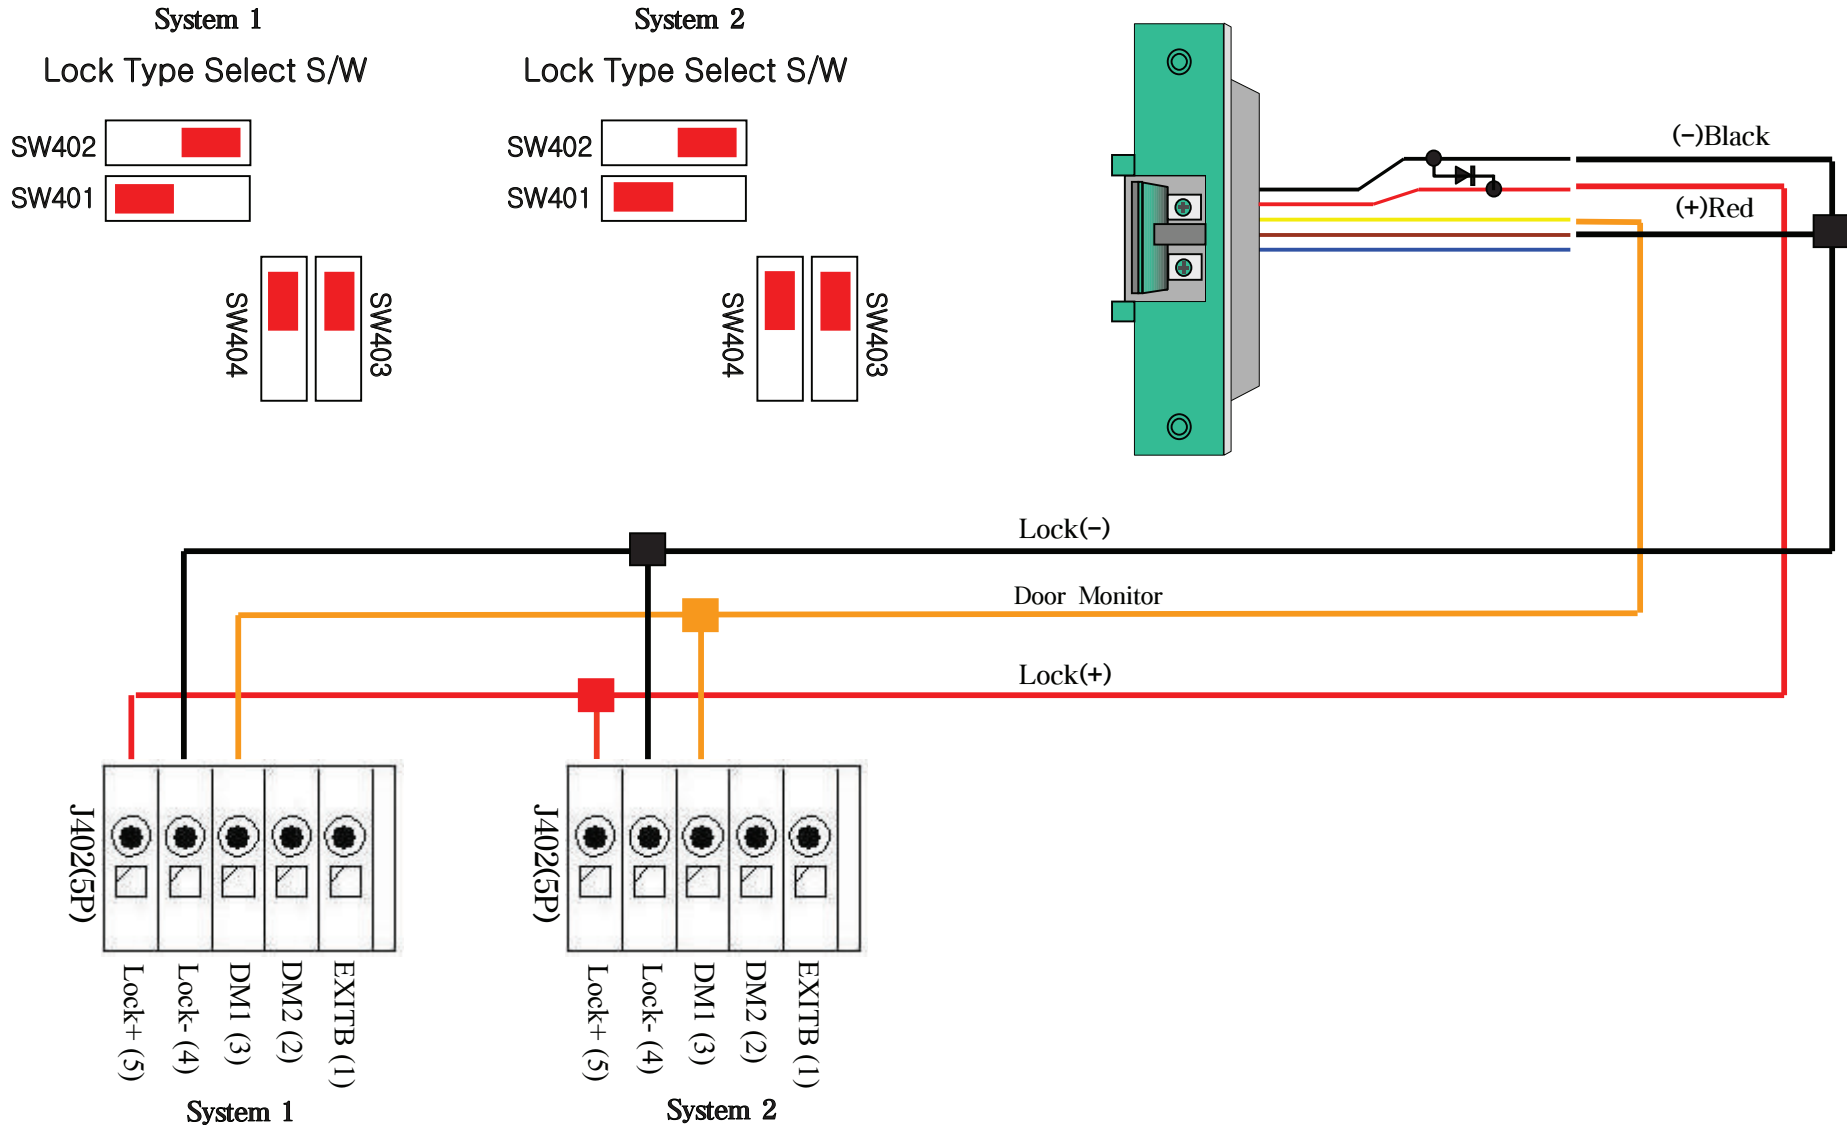 System 1
Lock Type Select S/W
SW402
SW401
SW404
SW403
System 2
Lock Type Select S/W
SW402
SW401
SW404
SW403
(-)Black
(+)Red
Lock(-)
Door Monitor
Lock(+)
J402(5P)
Lock+ (5)
Lock- (4)
DM1 (3)
DM2 (2)
EXITB (1)
System 1
J402(5P)
Lock+ (5)
Lock- (4)
DM1 (3)
DM2 (2)
EXITB (1)
System 2